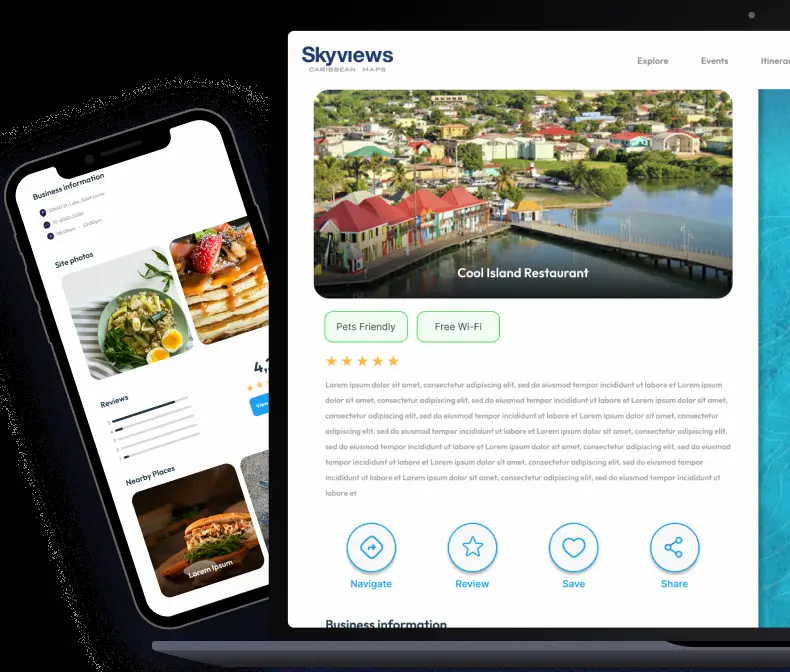 Skyviews
CARIBBEAN MAPS
Explore
Events
Cool Island Restaurant
Pets Friendly
Free Wi-Fi
Lorem ipsum dolor sit amet, consectetur adipiscing elit, sed do eiusmod tempor incididunt ut labore et Lorem ipsum
dolor sit amet, consectetur adipiscing elit, sed do eiusmod tempor incididunt ut labore et Lorem ipsum dolor sit amet,
consectetur adipiscing elit, sed do eiusmod tempor incididunt ut labore et Lorem ipsum dolor sit amet, consectetur
adipiscing elit, sed do eiusmod tempor incididunt ut labore et Lorem ipsum dolor sit amet, consectetur adipiscing elit,
sed do eiusmod tempor incididunt ut labore et Lorem ipsum dolor sit amet, consectetur adipiscing elit, sed do eiusmod
tempor incididunt ut labore et Lorem ipsum dolor sit amet, consectetur adipiscing elit, sed do eiusmod tempor
incididunt ut labore et Lorem ipsum dolor sit amet, consectetur adipiscing elit, sed do eiusmod tempor incididunt ut
labore et
Navigate
Review
Save
Share
Business information
Business information
Site photos
Reviews
5
4
3
2
1
Nearby Places
Lorem Ipsum